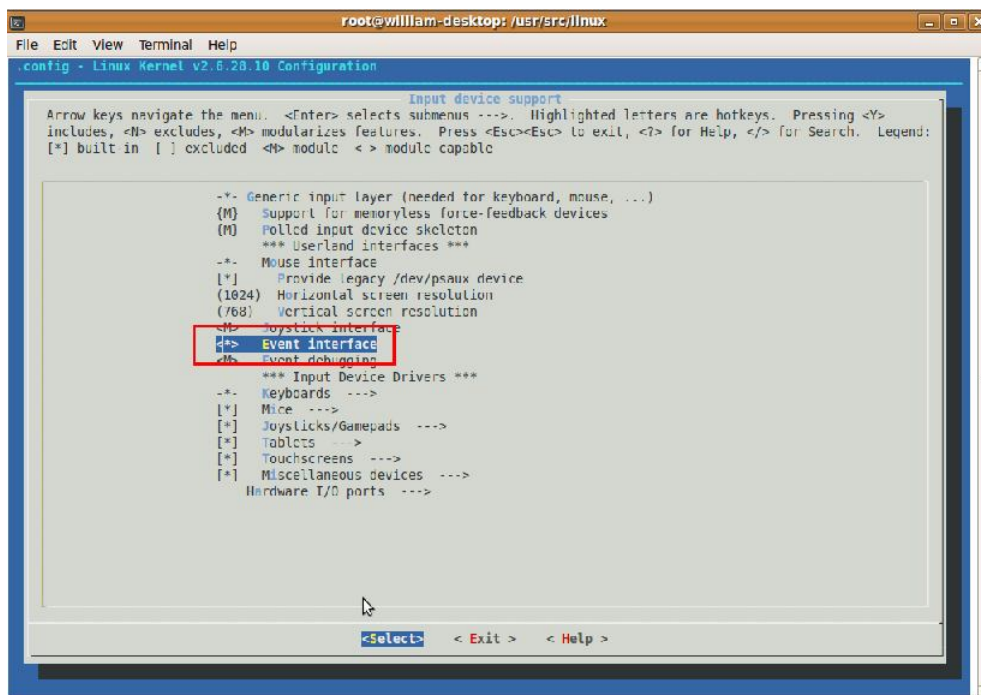 root@william-desktop: /usr/src/linux
File Edit View Terminal Help
.config - Linux Kernel v2.6.28.10 Configuration
Input device support
Arrow keys navigate the menu. <Enter> selects submenus --->. Highlighted letters are hotkeys. Pressing <Y>
includes, <N> excludes, <M> modularizes features. Press <Esc><Esc> to exit, <?> for Help, </> for Search. Legend:
[*] built-in [ ] excluded <M> module < > module capable
-*- Generic input layer (needed for keyboard, mouse, ...)
{M} Support for memoryless force-feedback devices
{M} Polled input device skeleton
*** Userland interfaces ***
-*- Mouse interface
[*] Provide legacy /dev/psaux device
(1024) Horizontal screen resolution
(768) Vertical screen resolution
<M> Joystick interface
<*> Event interface
<M> Event debugging
*** Input Device Drivers ***
-*- Keyboards --->
[*] Mice --->
[*] Joysticks/Gamepads --->
[*] Tablets --->
[*] Touchscreens --->
[*] Miscellaneous devices --->
Hardware I/O ports --->
<Select> < Exit > < Help >